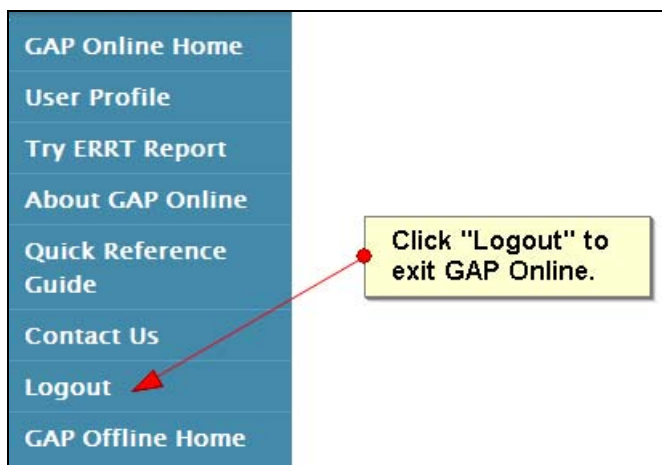 GAP Online Home
User Profile
Try ERRT Report
About GAP Online
Quick Reference
Guide
Contact Us
Logout
GAP Offline Home
Click "Logout" to
exit GAP Online.